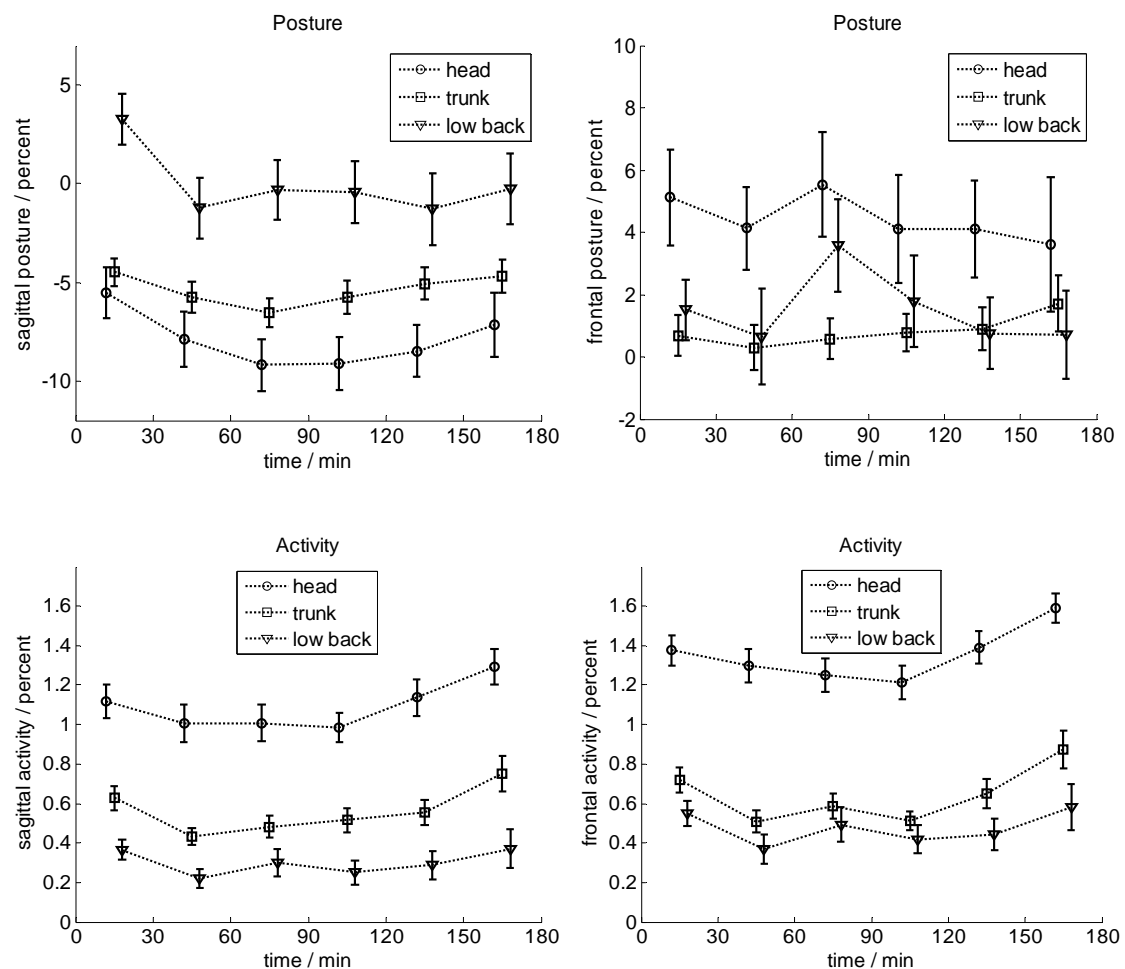 Posture
head
trunk
low back
5
0
-5
-10
sagittal posture / percent
0 30 60 90 120 150 180
time / min
Posture
head
trunk
low back
10
8
6
4
2
0
-2
frontal posture / percent
0 30 60 90 120 150 180
time / min
Activity
head
trunk
low back
1.6
1.4
1.2
1
0.8
0.6
0.4
0.2
0
sagittal activity / percent
0 30 60 90 120 150 180
time / min
Activity
head
trunk
low back
1.6
1.4
1.2
1
0.8
0.6
0.4
0.2
0
frontal activity / percent
0 30 60 90 120 150 180
time / min